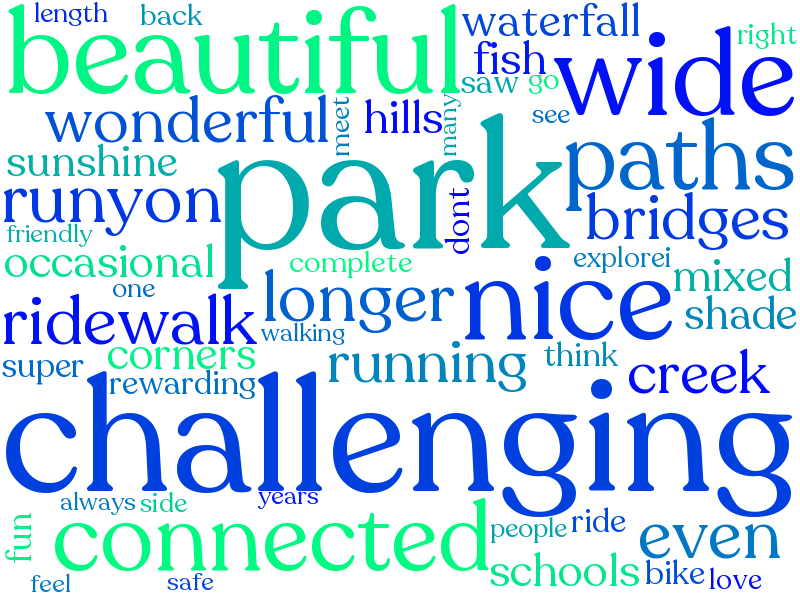 length
back
waterfall
right
beautiful
fish
saw
go
wide
see
wonderful
meet
hills
many
sunshine
park
paths
runyon
dont
bridges
friendly
occasional
complete
explorei
mixed
one
longer
nice
shade
ridewalk
walking
super
corners
running
think
rewarding
creek
challenging
always
side
years
fun
connected
people
ride
even
schools
bike
love
feel
safe